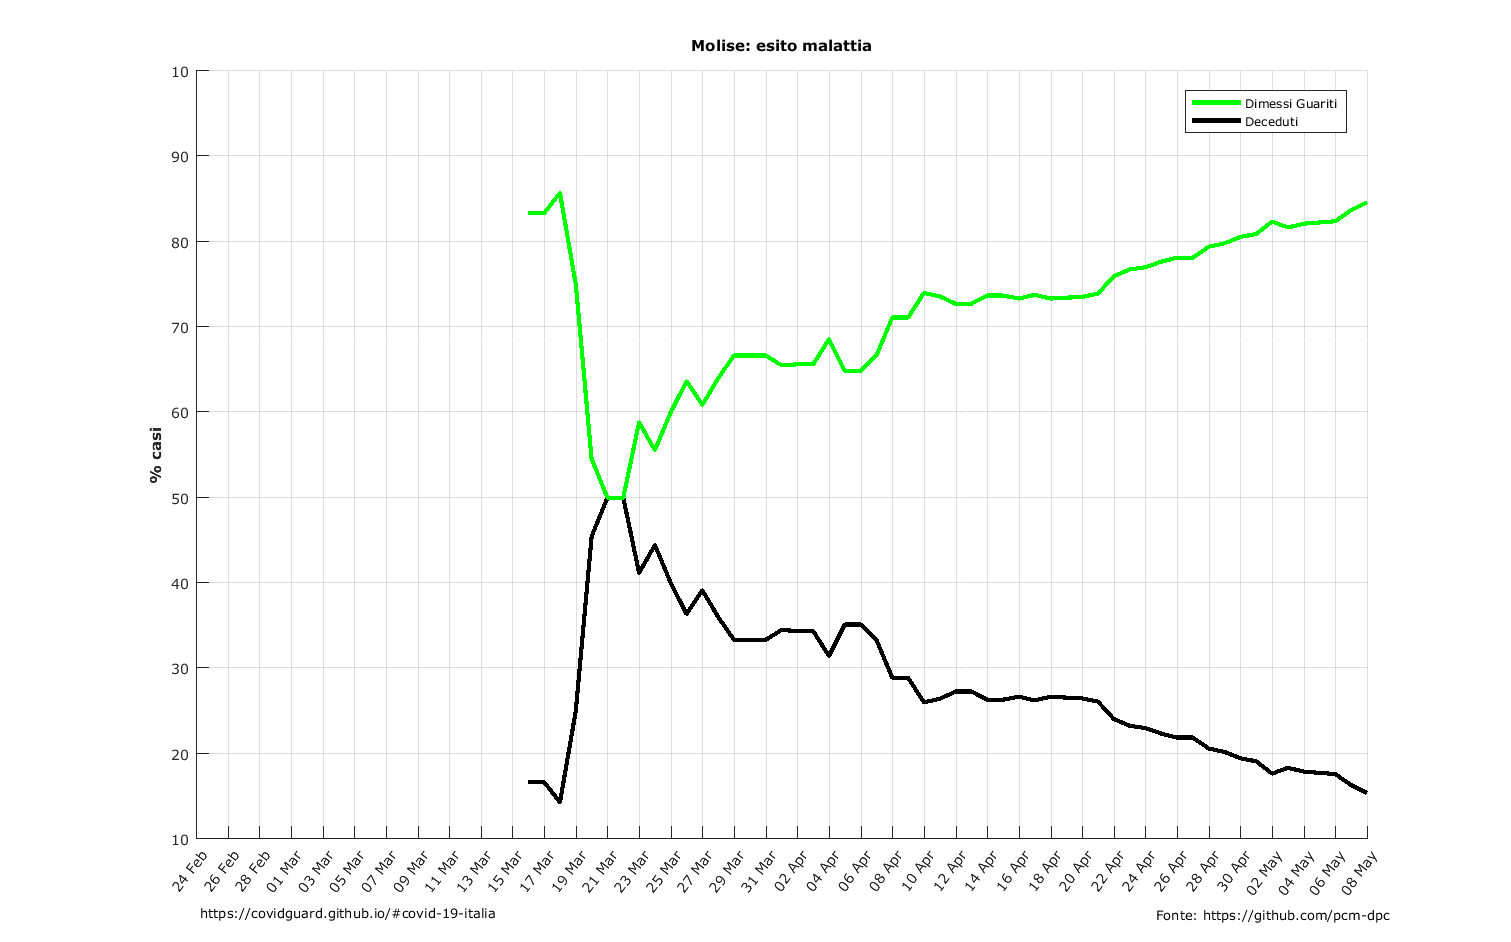 Molise: esito malattia
10
90
80
70
60
50
40
30
20
10
% casi
Dimessi Guariti
Deceduti
24 Feb
26 Feb
28 Feb
01 Mar
03 Mar
05 Mar
07 Mar
09 Mar
11 Mar
13 Mar
15 Mar
17 Mar
19 Mar
21 Mar
23 Mar
25 Mar
27 Mar
29 Mar
31 Mar
02 Apr
04 Apr
06 Apr
08 Apr
10 Apr
12 Apr
14 Apr
16 Apr
18 Apr
20 Apr
22 Apr
24 Apr
26 Apr
28 Apr
30 Apr
02 May
04 May
06 May
08 May
https://covidguard.github.io/#covid-19-italia
Fonte: https://github.com/pcm-dpc